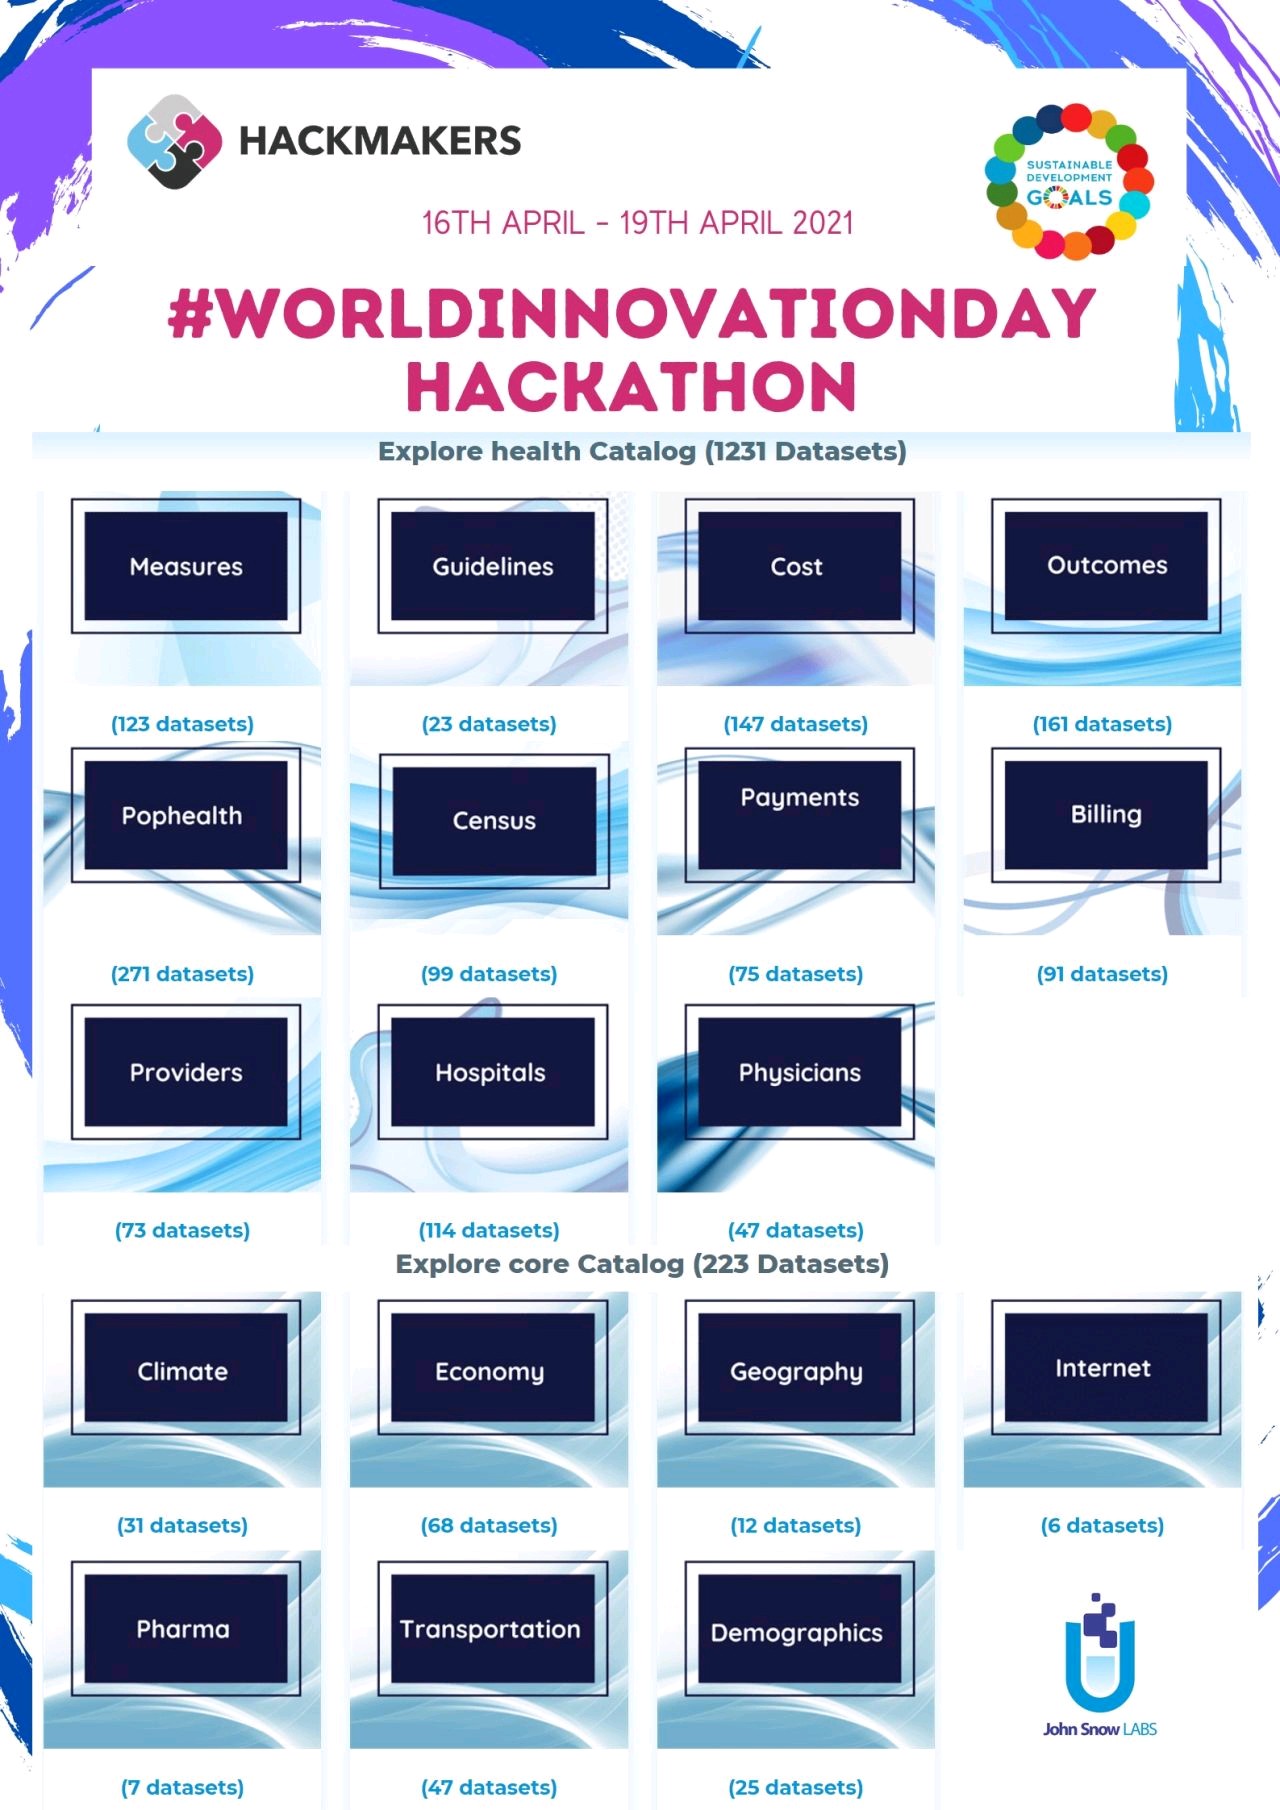 HACKMAKERS
SUSTAINABLE
DEVELOPMENT
GOALS
16TH APRIL - 19TH APRIL 2021
#WORLDINNOVATIONDAY
HACKATHON
Explore health Catalog (1231 Datasets)
Measures
Guidelines
Cost
Outcomes
(123 datasets)
(23 datasets)
(147 datasets)
(161 datasets)
Pophealth
Census
Payments
Billing
(271 datasets)
(99 datasets)
(75 datasets)
(91 datasets)
Providers
Hospitals
Physicians
(73 datasets)
(114 datasets)
(47 datasets)
Explore core Catalog (223 Datasets)
Climate
Economy
Geography
Internet
(31 datasets)
(68 datasets)
(12 datasets)
(6 datasets)
Pharma
Transportation
Demographics
John Snow LABS
(7 datasets)
(47 datasets)
(25 datasets)